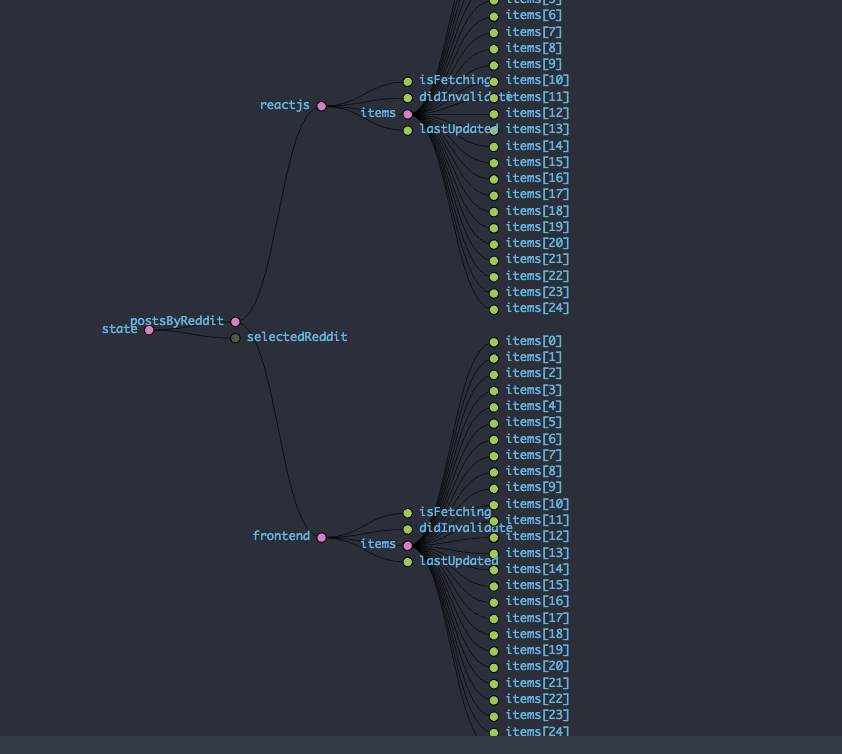 items[5]
items[6]
items[7]
items[8]
items[9]
isFetching
items[10]
didInvalidate
items[11]
reactjs
items
items[12]
lastUpdated
items[13]
items[14]
items[15]
items[16]
items[17]
items[18]
items[19]
items[20]
items[21]
items[22]
items[23]
items[24]
postsByReddit
state
selectedReddit
items[0]
items[1]
items[2]
items[3]
items[4]
items[5]
items[6]
items[7]
items[8]
items[9]
items[10]
isFetching
items[11]
didInvalidate
frontend
items[12]
items
items[13]
lastUpdated
items[14]
items[15]
items[16]
items[17]
items[18]
items[19]
items[20]
items[21]
items[22]
items[23]
items[24]